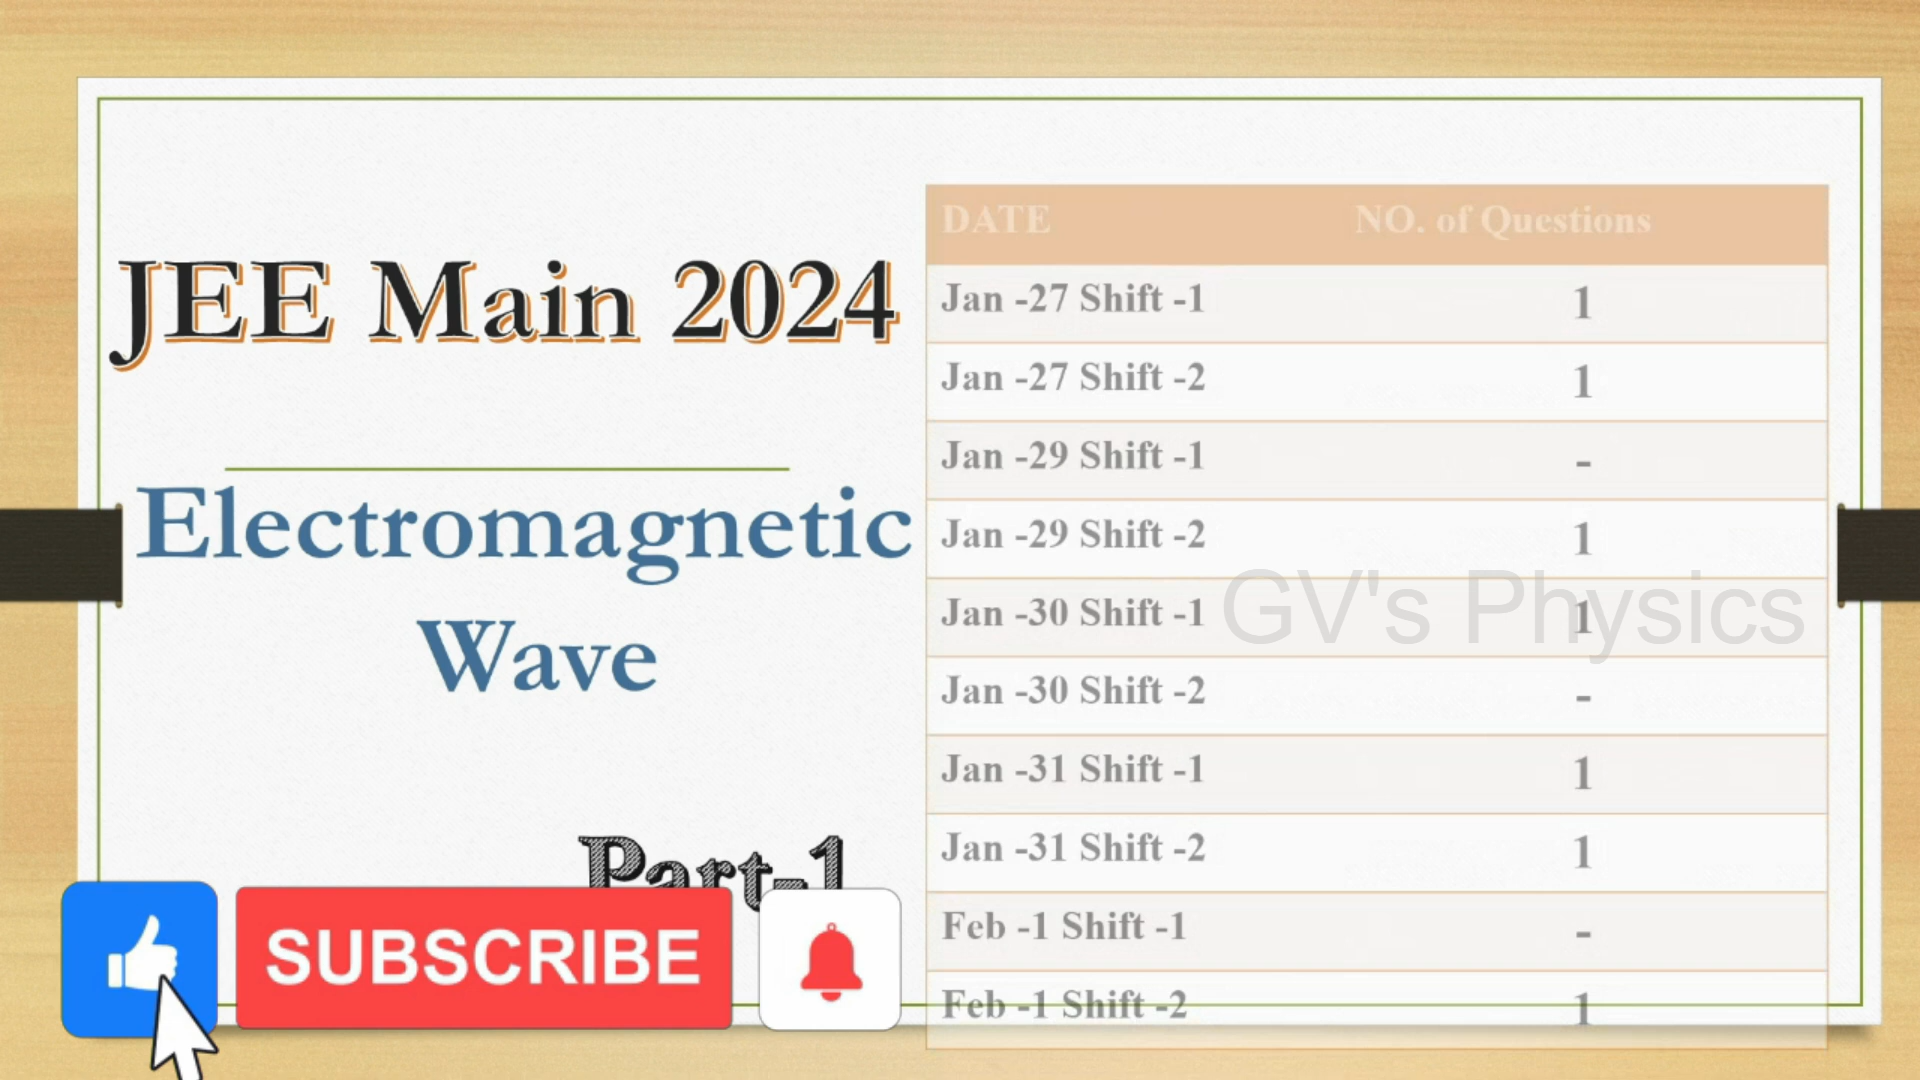 JEE Main 2024
Electromagnetic
Wave
Part-1
SUBSCRIBE
DATE NO. of Questions
Jan -27 Shift -1 1
Jan -27 Shift -2 1
Jan -29 Shift -1 -
Jan -29 Shift -2 1
Jan -30 Shift -1 1
Jan -30 Shift -2 -
Jan -31 Shift -1 1
Jan -31 Shift -2 1
Feb -1 Shift -1 -
Feb -1 Shift -2 1
GV's Physics